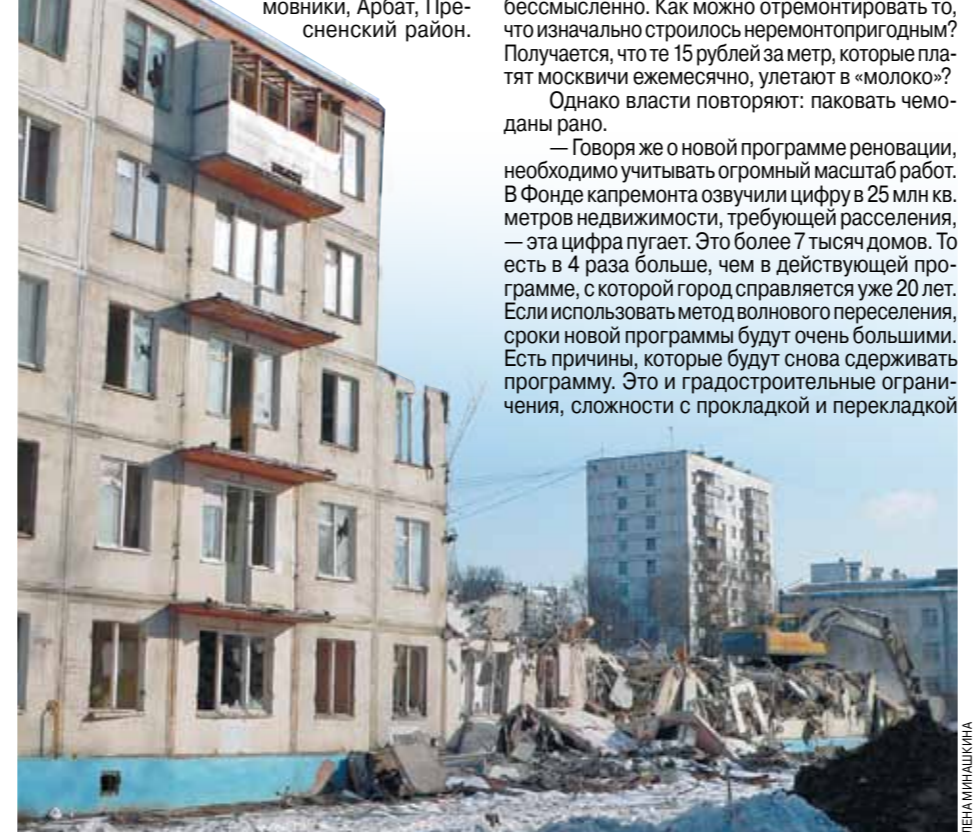 мовники, Арбат, Пре-
сненский район.
бессмысленно. Как можно отремонтировать то,
что изначально строилось неремонтопригодным?
Получается, что те 15 рублей за метр, которые пла-
тят москвичи ежемесячно, улетают в «молоко»?
Однако власти повторяют: паковать чемо-
даны рано.
— Говоря же о новой программе реновации,
необходимо учитывать огромный масштаб работ.
В Фонде капремонта озвучили цифру в 25 млн кв.
метров недвижимости, требующей расселения,
— эта цифра пугает. Это более 7 тысяч домов. То
есть в 4 раза больше, чем в действующей про-
грамме, с которой город справляется уже 20 лет.
Если использовать метод волнового переселения,
сроки новой программы будут очень большими.
Есть причины, которые будут снова сдерживать
программу. Это и градостроительные ограни-
чения, сложности с прокладкой и перекладкой
МИНАШКИНА